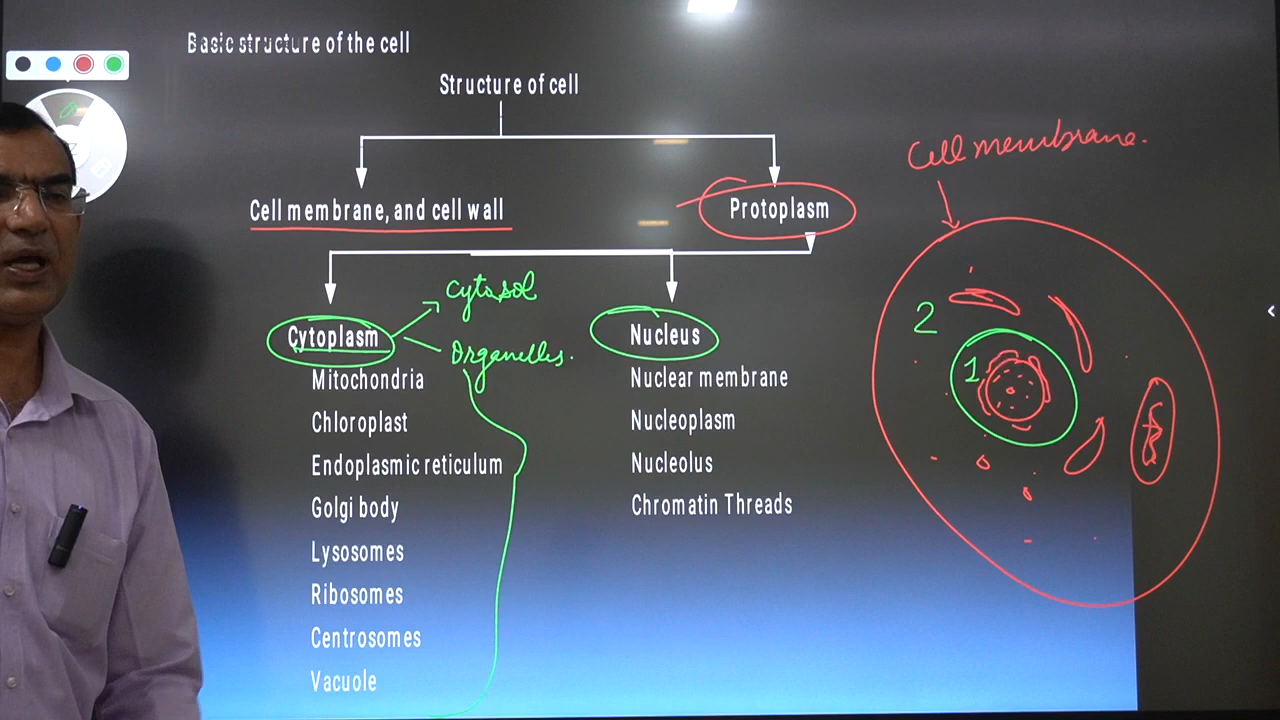 Basic structure of the cell
Structure of cell
Cell membrane.
Cell membrane, and cell wall
Protoplasm
Cytosol
Cytoplasm
Organelles.
Mitochondria
Chloroplast
Endoplasmic reticulum
Golgi body
Lysosomes
Ribosomes
Centrosomes
Vacuole
Nucleus
Nuclear membrane
Nucleoplasm
Nucleolus
Chromatin Threads
2
1